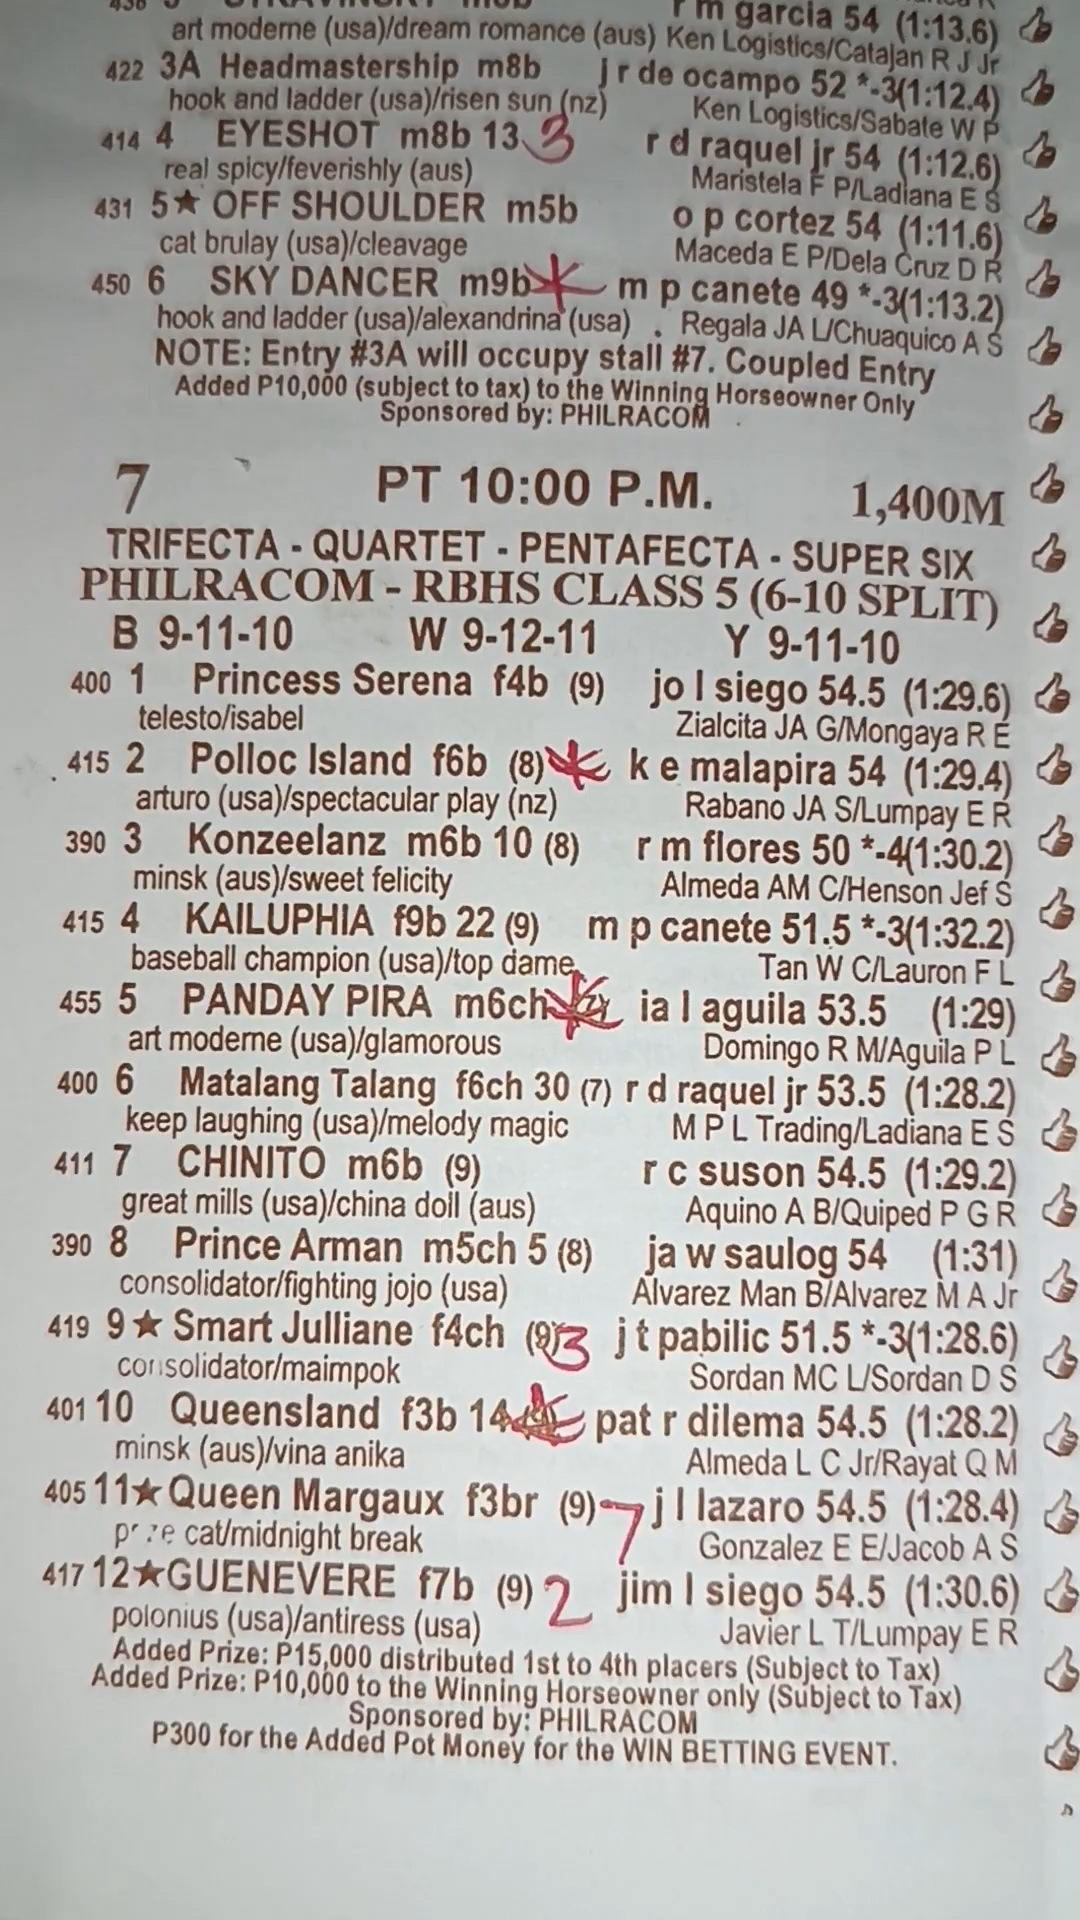 r m garcia 54 (1:13.6)
art moderne (usa)/dream romance (aus) Ken Logistics/Catajan R J Jr
422 3A Headmastership m8b j r de ocampo 52 *-3(1:12.4)
hook and ladder (usa)/risen sun (nz) Ken Logistics/Sabate W P
414 4 EYESHOT m8b 13 3 r d raquel jr 54 (1:12.6)
real spicy/feverishly (aus) Maristela F P/Ladiana E S
431 5★ OFF SHOULDER m5b o p cortez 54 (1:11.6)
cat brulay (usa)/cleavage Maceda E P/Dela Cruz D R
450 6 SKY DANCER m9b m p canete 49 *-3(1:13.2)
hook and ladder (usa)/alexandrina (usa) Regala JA L/Chuaquico A S
NOTE: Entry #3A will occupy stall #7. Coupled Entry
Added P10,000 (subject to tax) to the Winning Horseowner Only
Sponsored by: PHILRACOM
7 PT 10:00 P.M. 1,400M
TRIFECTA - QUARTET - PENTAFECTA - SUPER SIX
PHILRACOM - RBHS CLASS 5 (6-10 SPLIT)
B 9-11-10 W 9-12-11 Y 9-11-10
400 1 Princess Serena f4b (9) jo l siego 54.5 (1:29.6)
telesto/isabel Zialcita JA G/Mongaya R E
415 2 Polloc Island f6b (8) k e malapira 54 (1:29.4)
arturo (usa)/spectacular play (nz) Rabano JA S/Lumpay E R
390 3 Konzeelanz m6b 10 (8) r m flores 50 *-4(1:30.2)
minsk (aus)/sweet felicity Almeda AM C/Henson Jef S
415 4 KAILUPHIA f9b 22 (9) m p canete 51.5 *-3(1:32.2)
baseball champion (usa)/top dame Tan W C/Lauron F L
455 5 PANDAY PIRA m6ch (7) ia l aguila 53.5 (1:29)
art moderne (usa)/glamorous Domingo R M/Aguila P L
400 6 Matalang Talang f6ch 30 (7) r d raquel jr 53.5 (1:28.2)
keep laughing (usa)/melody magic M P L Trading/Ladiana E S
411 7 CHINITO m6b (9) r c suson 54.5 (1:29.2)
great mills (usa)/china doll (aus) Aquino A B/Quiped P G R
390 8 Prince Arman m5ch 5 (8) ja w saulog 54 (1:31)
consolidator/fighting jojo (usa) Alvarez Man B/Alvarez M A Jr
419 9★ Smart Julliane f4ch (9) 3 j t pabilic 51.5 *-3(1:28.6)
consolidator/maimpok Sordan MC L/Sordan D S
401 10 Queensland f3b 14 pat r dilema 54.5 (1:28.2)
minsk (aus)/vina anika Almeda L C Jr/Rayat Q M
405 11★ Queen Margaux f3br (9) 7 j l lazaro 54.5 (1:28.4)
cat/midnight break Gonzalez E E/Jacob A S
417 12★ GUENEVERE f7b (9) 2 jim l siego 54.5 (1:30.6)
polonius (usa)/antiress (usa) Javier L T/Lumpay E R
Added Prize: P15,000 distributed 1st to 4th placers (Subject to Tax)
Added Prize: P10,000 to the Winning Horseowner only (Subject to Tax)
Sponsored by: PHILRACOM
P300 for the Added Pot Money for the WIN BETTING EVENT.